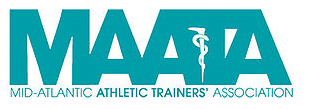 MAATA
MID-ATLANTIC ATHLETIC TRAINERS' ASSOCIATION